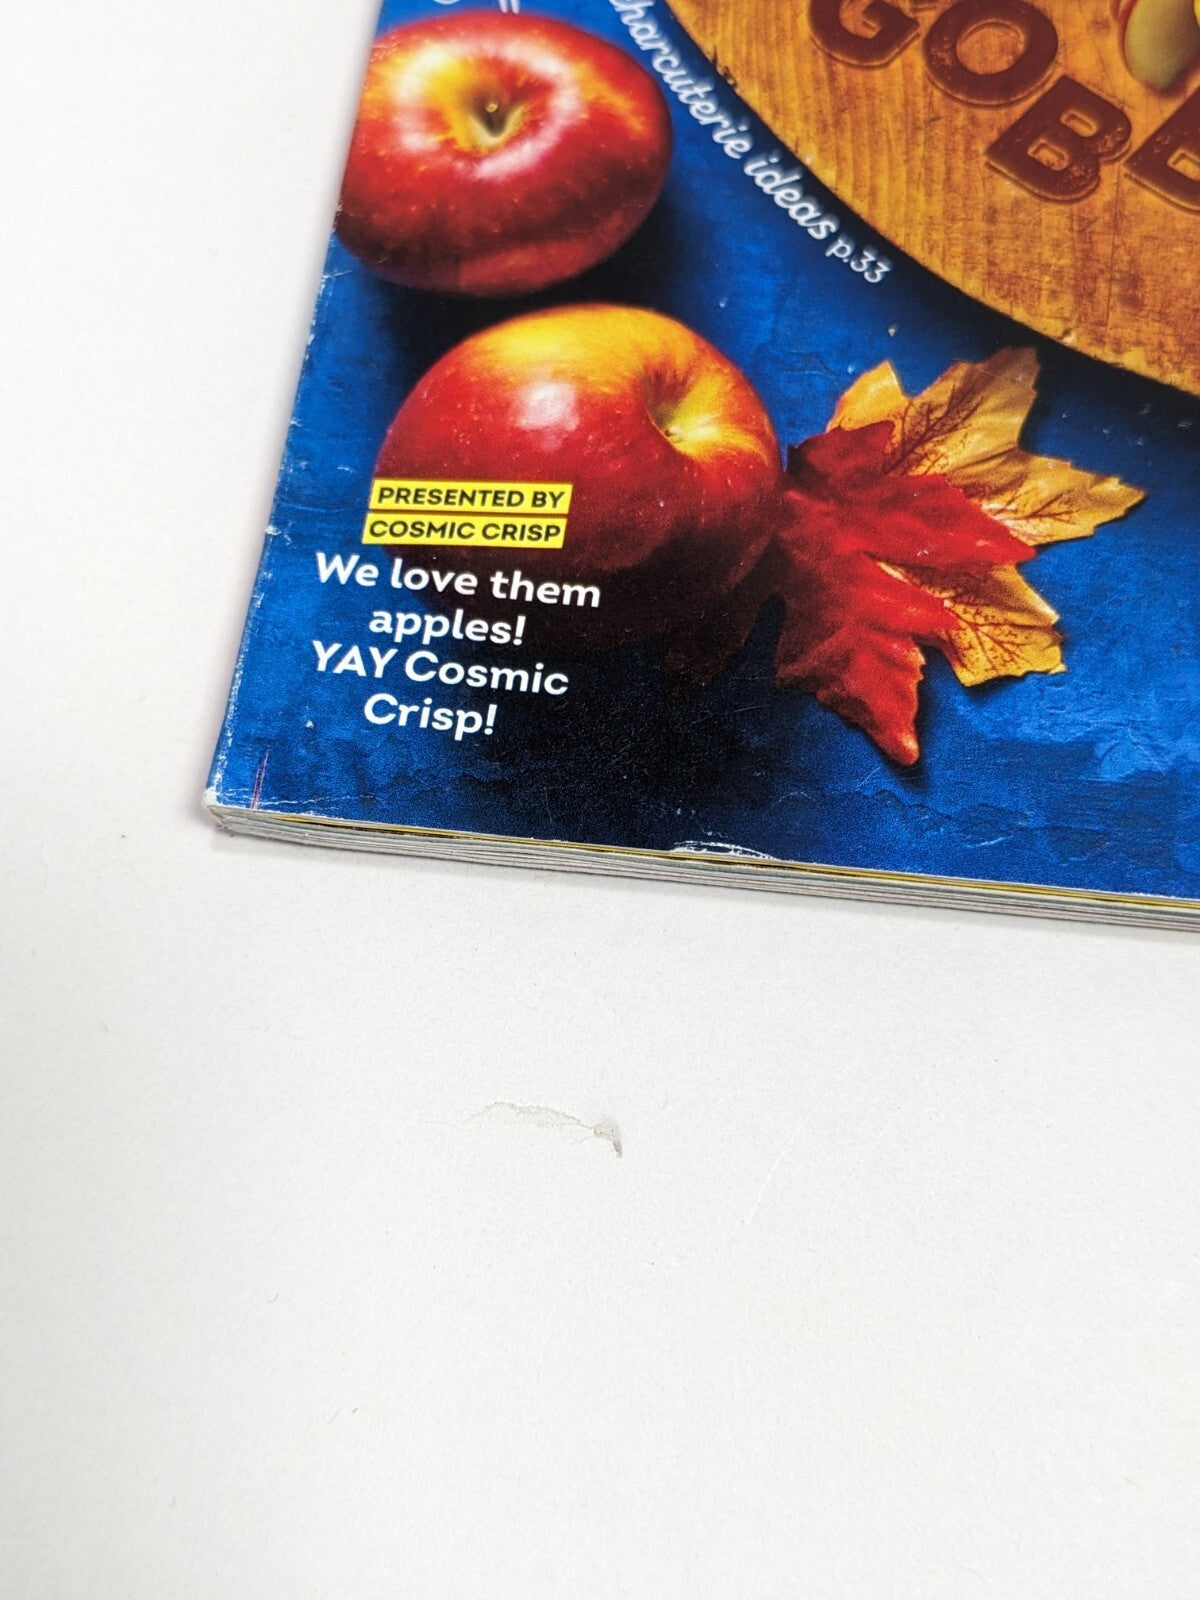 GOB
charcuterie ideas p.33
PRESENTED BY
COSMIC CRISP
We love them
apples!
YAY Cosmic
Crisp!